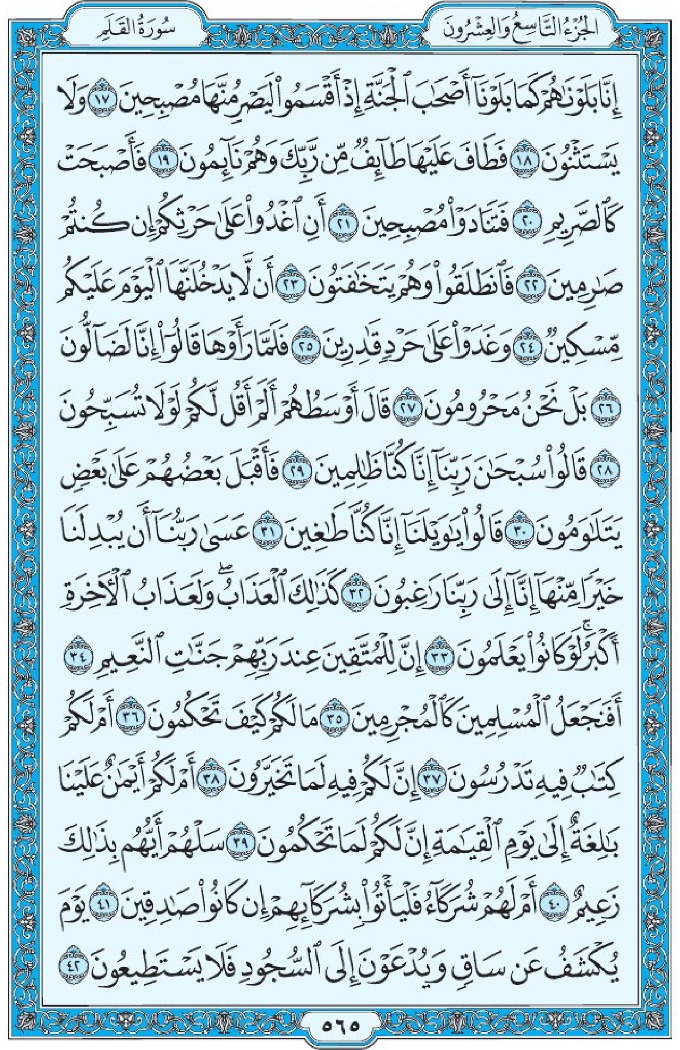 الجُزْءُ التَّاسِعُ وَالعِشْرُونَ
سُورَةُ القَلَمِ
إِنَّا بَلَوْنَٰهُمْ كَمَا بَلَوْنَآ أَصْحَٰبَ ٱلْجَنَّةِ إِذْ أَقْسَمُوا۟ لَيَصْرِمُنَّهَا مُصْبِحِينَ ١٧ وَلَا
يَسْتَثْنُونَ ١٨ فَطَافَ عَلَيْهَا طَآئِفٌ مِّن رَّبِّكَ وَهُمْ نَآئِمُونَ ١٩ فَأَصْبَحَتْ
كَٱلصَّرِيمِ ٢٠ فَتَنَادَوْا۟ مُصْبِحِينَ ٢١ أَنِ ٱغْدُوا۟ عَلَىٰ حَرْثِكُمْ إِن كُنتُمْ
صَٰرِمِينَ ٢٢ فَٱنطَلَقُوا۟ وَهُمْ يَتَخَٰفَتُونَ ٢٣ أَن لَّا يَدْخُلَنَّهَا ٱلْيَوْمَ عَلَيْكُم
مِّسْكِينٌ ٢٤ وَغَدَوْا۟ عَلَىٰ حَرْدٍ قَٰدِرِينَ ٢٥ فَلَمَّا رَأَوْهَا قَالُوٓا۟ إِنَّا لَضَآلُّونَ
٢٦ بَلْ نَحْنُ مَحْرُومُونَ ٢٧ قَالَ أَوْسَطُهُمْ أَلَمْ أَقُل لَّكُمْ لَوْلَا تُسَبِّحُونَ
٢٨ قَالُوا۟ سُبْحَٰنَ رَبِّنَآ إِنَّا كُنَّا ظَٰلِمِينَ ٢٩ فَأَقْبَلَ بَعْضُهُمْ عَلَىٰ بَعْضٍ
يَتَلَٰوَمُونَ ٣٠ قَالُوا۟ يَٰوَيْلَنَآ إِنَّا كُنَّا طَٰغِينَ ٣١ عَسَىٰ رَبُّنَآ أَن يُبْدِلَنَا
خَيْرًا مِّنْهَآ إِنَّآ إِلَىٰ رَبِّنَا رَٰغِبُونَ ٣٢ كَذَٰلِكَ ٱلْعَذَابُ ۖ وَلَعَذَابُ ٱلْـَٔاخِرَةِ
أَكْبَرُ ۚ لَوْ كَانُوا۟ يَعْلَمُونَ ٣٣ إِنَّ لِلْمُتَّقِينَ عِندَ رَبِّهِمْ جَنَّٰتِ ٱلنَّعِيمِ ٣٤
أَفَنَجْعَلُ ٱلْمُسْلِمِينَ كَٱلْمُجْرِمِينَ ٣٥ مَا لَكُمْ كَيْفَ تَحْكُمُونَ ٣٦ أَمْ لَكُمْ
كِتَٰبٌ فِيهِ تَدْرُسُونَ ٣٧ إِنَّ لَكُمْ فِيهِ لَمَا تَخَيَّرُونَ ٣٨ أَمْ لَكُمْ أَيْمَٰنٌ عَلَيْنَا
بَٰلِغَةٌ إِلَىٰ يَوْمِ ٱلْقِيَٰمَةِ إِنَّ لَكُمْ لَمَا تَحْكُمُونَ ٣٩ سَلْهُمْ أَيُّهُم بِذَٰلِكَ
زَعِيمٌ ٤٠ أَمْ لَهُمْ شُرَكَآءُ فَلْيَأْتُوا۟ بِشُرَكَآئِهِمْ إِن كَانُوا۟ صَٰدِقِينَ ٤١ يَوْمَ
يُكْشَفُ عَن سَاقٍ وَيُدْعَوْنَ إِلَى ٱلسُّجُودِ فَلَا يَسْتَطِيعُونَ ٤٢
٥٦٥